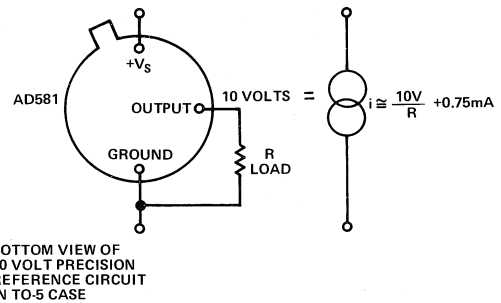 +VS
AD581
OUTPUT
10 VOLTS
=
i ≅ 10V/R +0.75mA
GROUND
R
LOAD
OTTOM VIEW OF
0 VOLT PRECISION
REFERENCE CIRCUIT
N TO-5 CASE